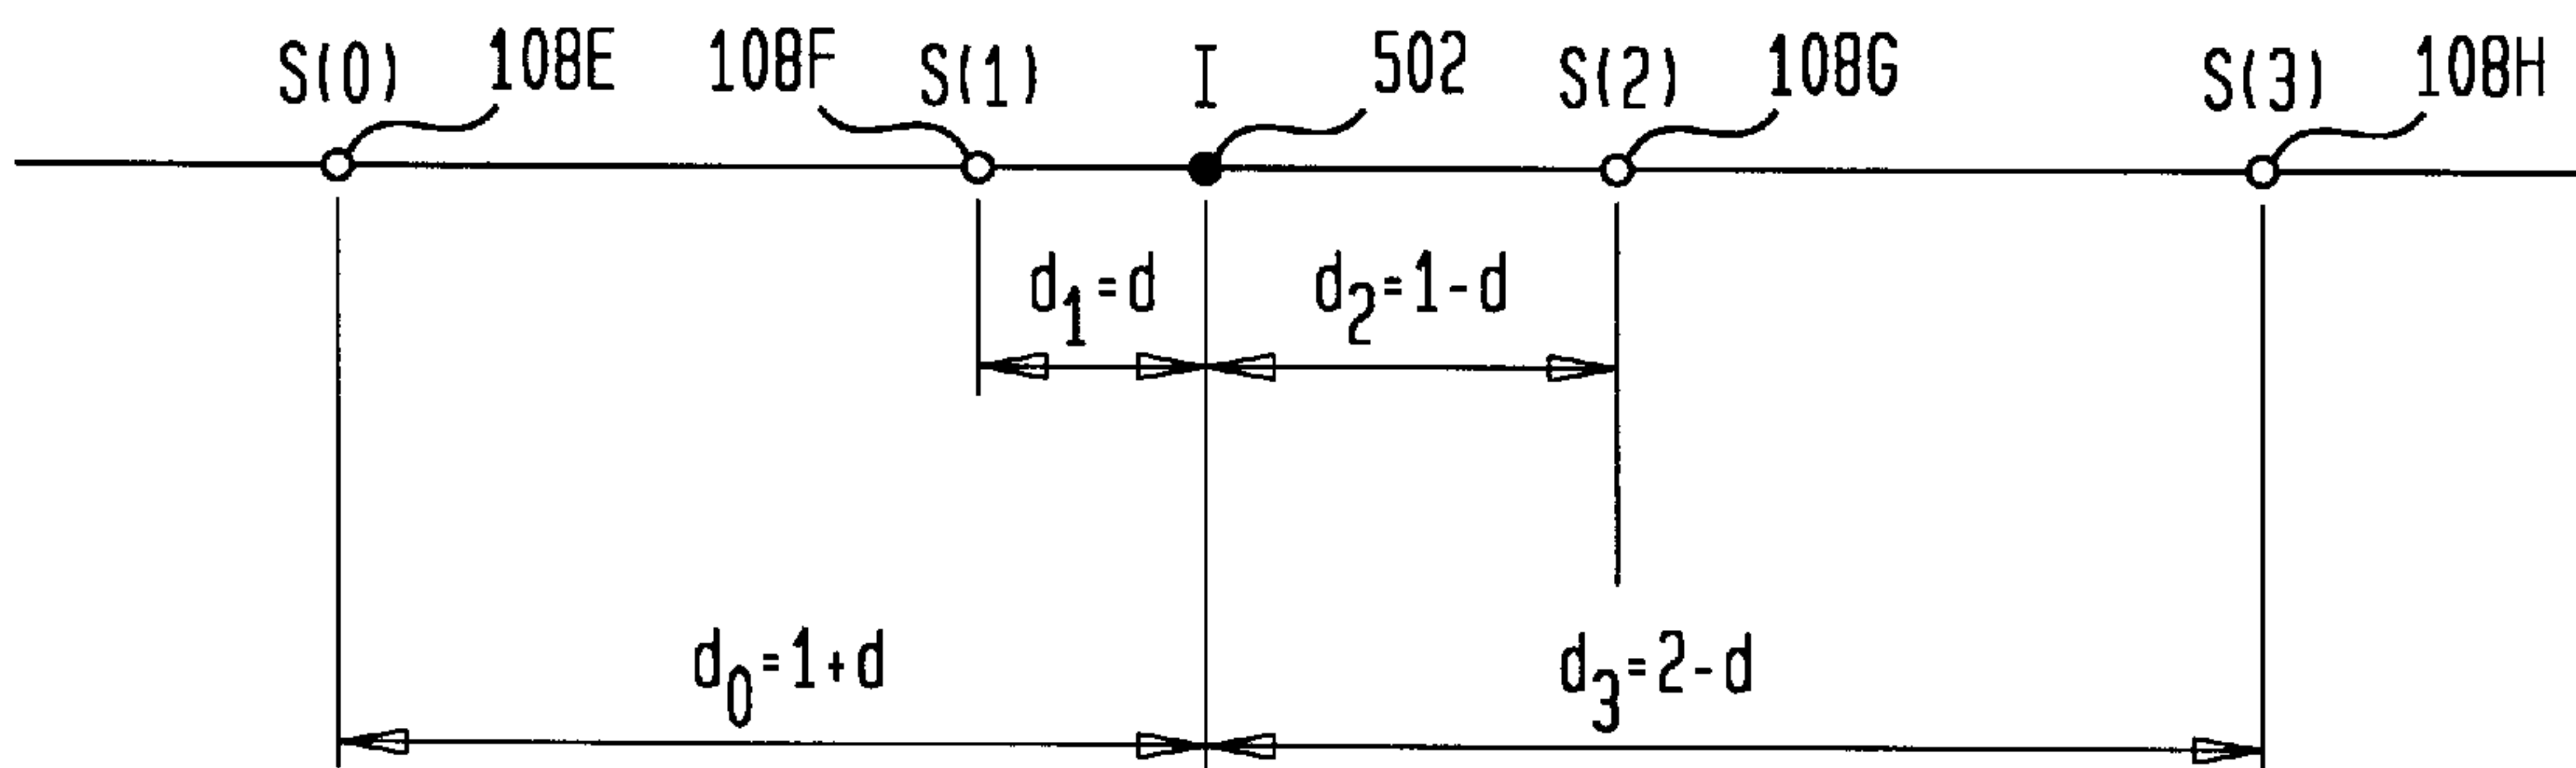 S(0) 108E 108F S(1) I 502 S(2) 108G S(3) 108H
d1=d d2=1-d
d0=1+d d3=2-d